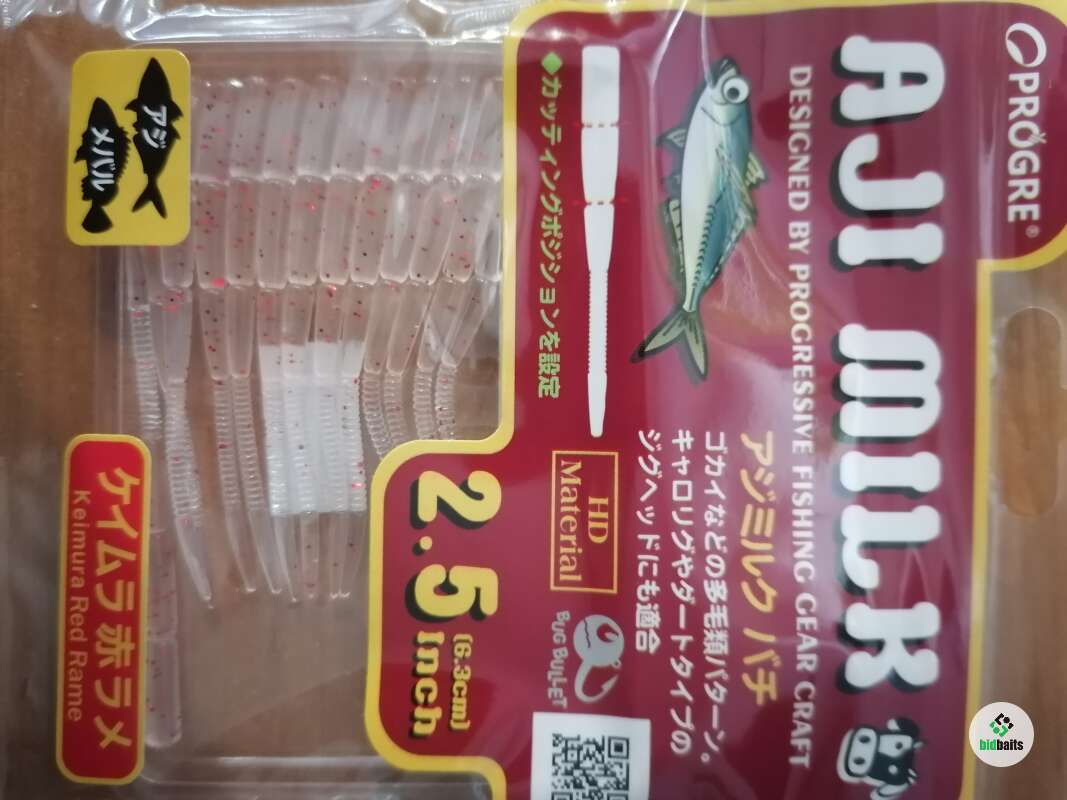 PROGRE®
AJI MILK
DESIGNED BY PROGRESSIVE FISHING GEAR CRAFT
アジミルク バチ
ゴカイなどの多毛類パターン。
キャロリグやダートタイプの
ジグヘッドにも適合
◆カッティングポジションを設定
HD
Material
BUG BULLET
2.5 inch
(6.3cm)
アジ
メバル
ケイムラ赤ラメ
Keimura Red Rame
bidbaits